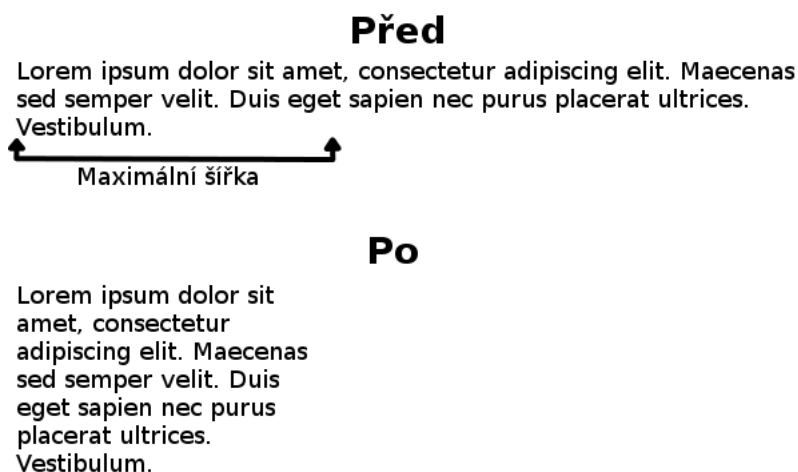 Před
Lorem ipsum dolor sit amet, consectetur adipiscing elit. Maecenas
sed semper velit. Duis eget sapien nec purus placerat ultrices.
Vestibulum.
Maximální šířka
Po
Lorem ipsum dolor sit
amet, consectetur
adipiscing elit. Maecenas
sed semper velit. Duis
eget sapien nec purus
placerat ultrices.
Vestibulum.